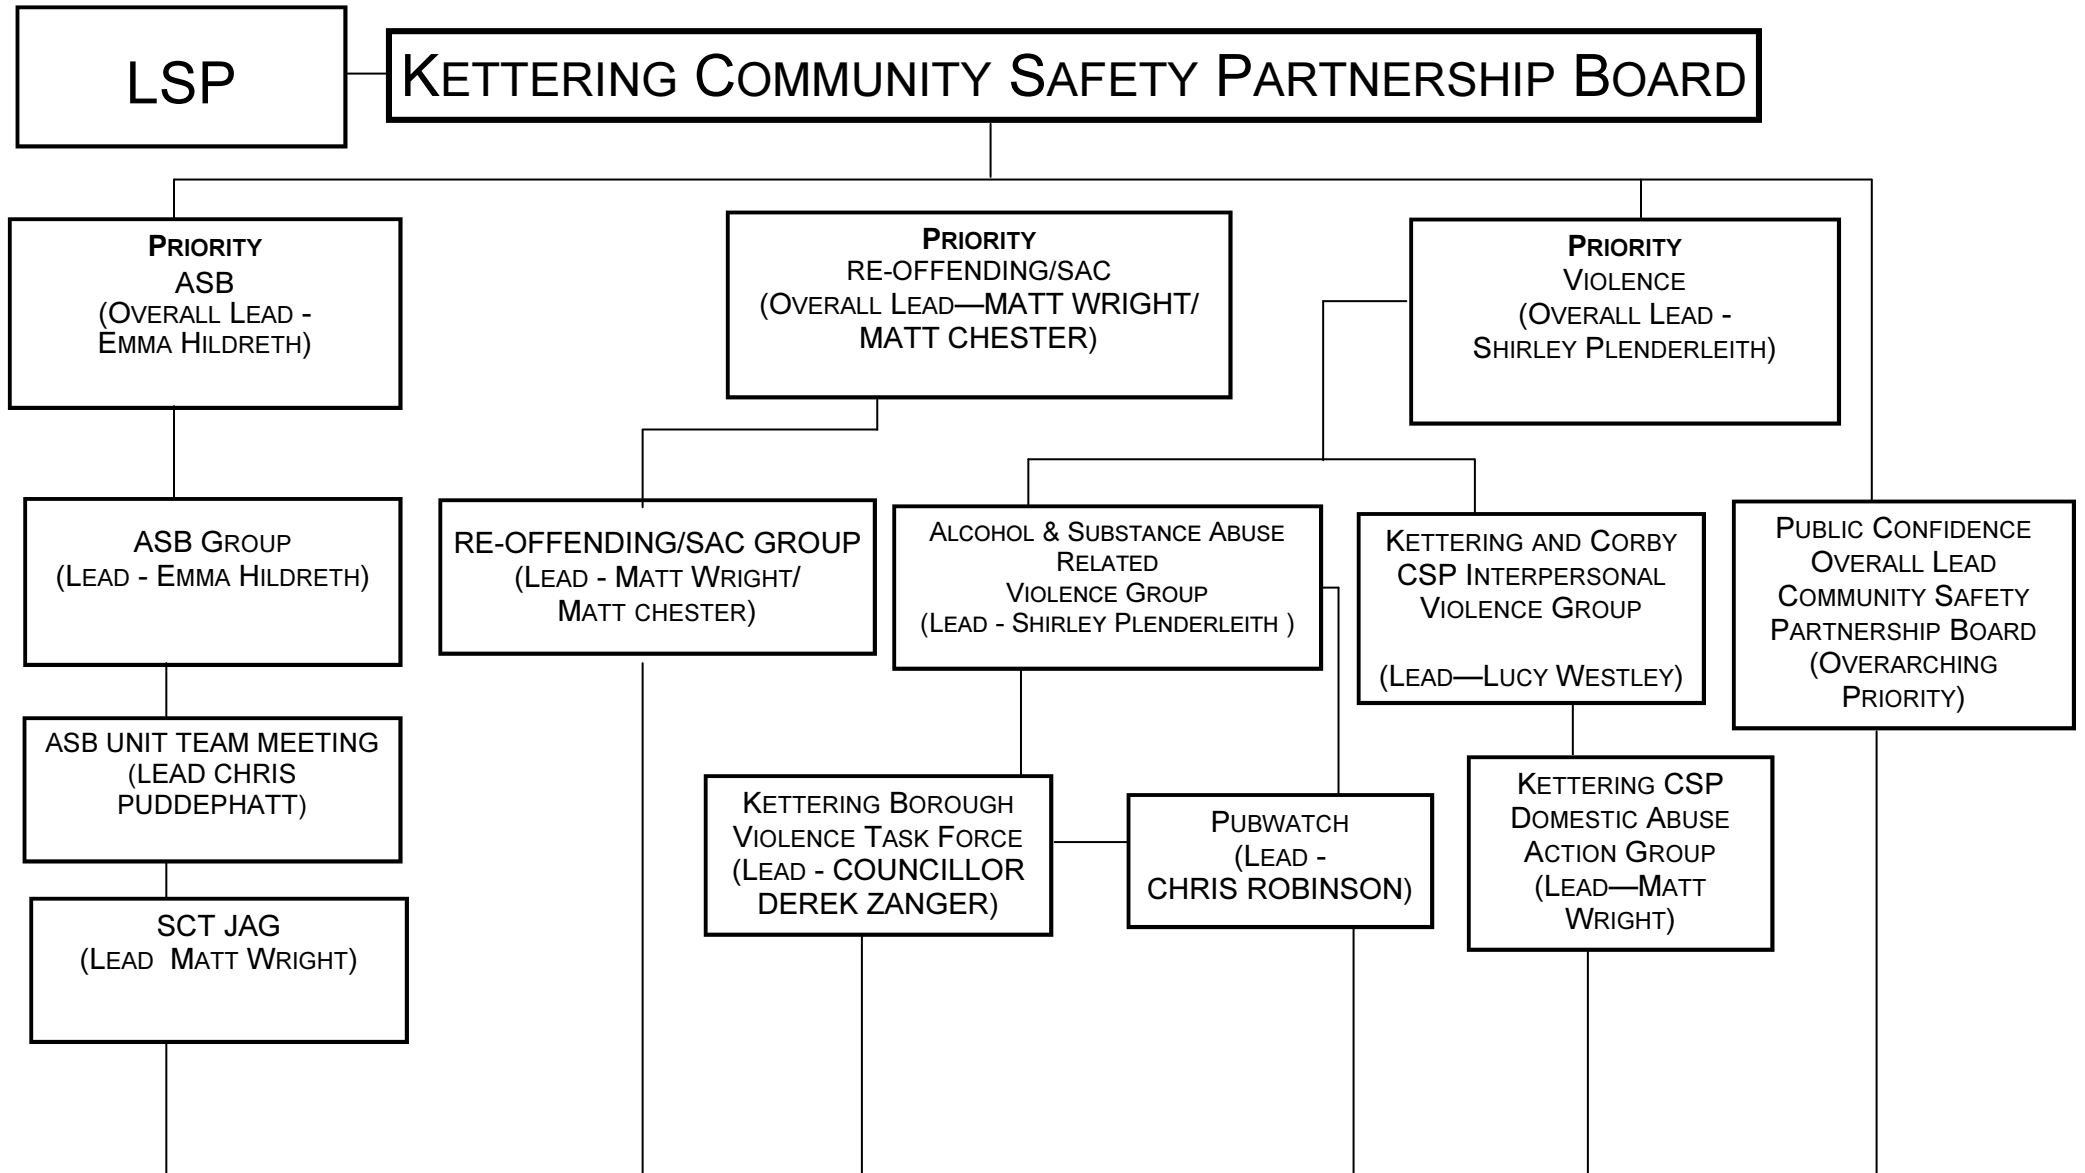 LSP
KETTERING COMMUNITY SAFETY PARTNERSHIP BOARD
PRIORITY
ASB
(OVERALL LEAD -
EMMA HILDRETH)
PRIORITY
RE-OFFENDING/SAC
(OVERALL LEAD—MATT WRIGHT/
MATT CHESTER)
PRIORITY
VIOLENCE
(OVERALL LEAD -
SHIRLEY PLENDERLEITH)
ASB GROUP
(LEAD - EMMA HILDRETH)
RE-OFFENDING/SAC GROUP
(LEAD - MATT WRIGHT/
MATT CHESTER)
ALCOHOL & SUBSTANCE ABUSE
RELATED
VIOLENCE GROUP
(LEAD - SHIRLEY PLENDERLEITH )
KETTERING AND CORBY
CSP INTERPERSONAL
VIOLENCE GROUP
(LEAD—LUCY WESTLEY)
PUBLIC CONFIDENCE
OVERALL LEAD
COMMUNITY SAFETY
PARTNERSHIP BOARD
(OVERARCHING
PRIORITY)
ASB UNIT TEAM MEETING
(LEAD CHRIS
PUDDEPHATT)
KETTERING BOROUGH
VIOLENCE TASK FORCE
(LEAD - COUNCILLOR
DEREK ZANGER)
PUBWATCH
(LEAD -
CHRIS ROBINSON)
KETTERING CSP
DOMESTIC ABUSE
ACTION GROUP
(LEAD—MATT
WRIGHT)
SCT JAG
(LEAD  MATT WRIGHT)